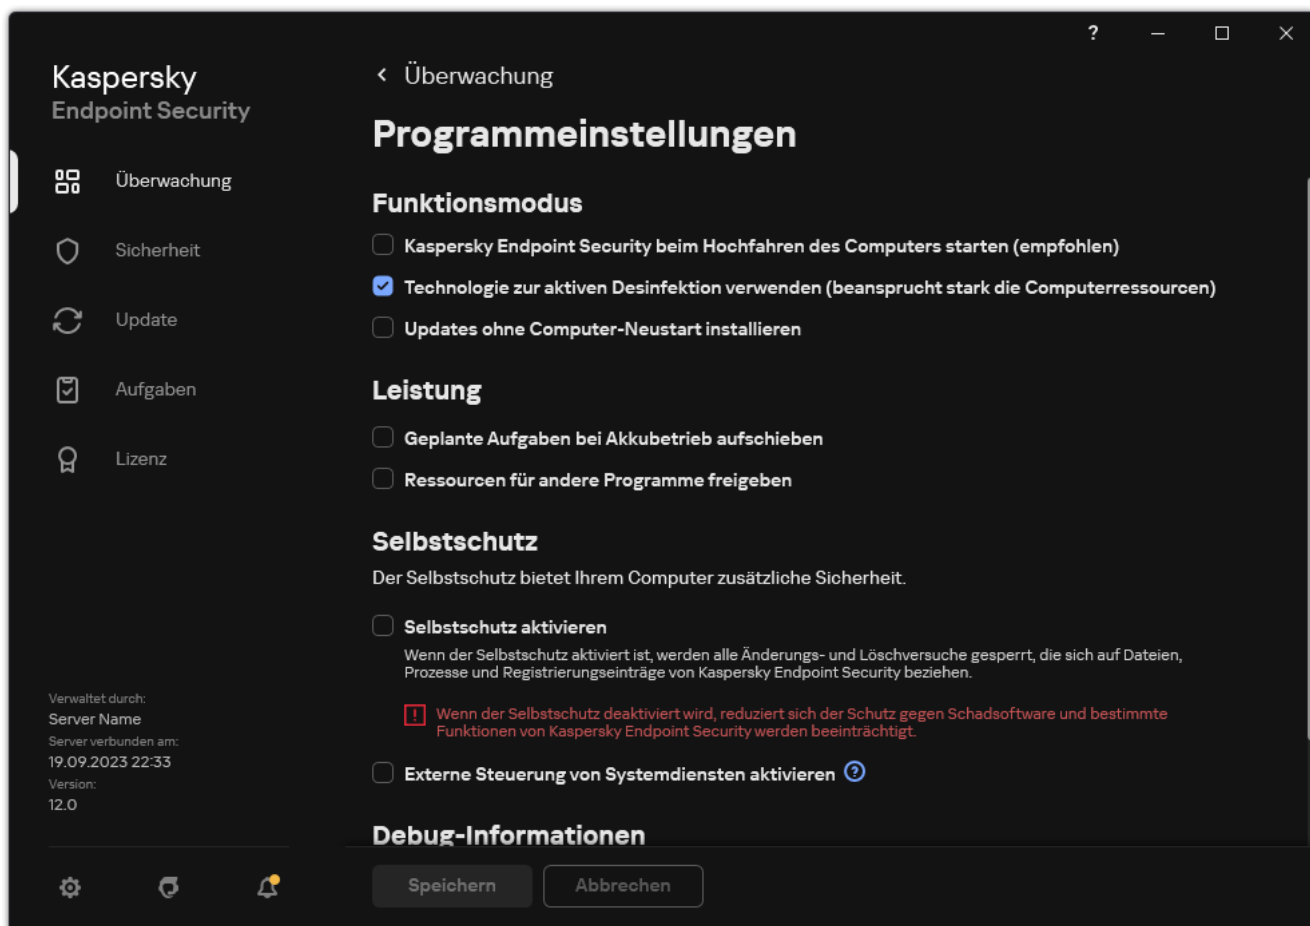 ?
Kaspersky
Endpoint Security
Überwachung
Sicherheit
Update
Aufgaben
Lizenz
Verwaltet durch:
Server Name
Server verbunden am:
19.09.2023 22:33
Version:
12.0
Überwachung
Programmeinstellungen
Funktionsmodus
Kaspersky Endpoint Security beim Hochfahren des Computers starten (empfohlen)
Technologie zur aktiven Desinfektion verwenden (beansprucht stark die Computerressourcen)
Updates ohne Computer-Neustart installieren
Leistung
Geplante Aufgaben bei Akkubetrieb aufschieben
Ressourcen für andere Programme freigeben
Selbstschutz
Der Selbstschutz bietet Ihrem Computer zusätzliche Sicherheit.
Selbstschutz aktivieren
Wenn der Selbstschutz aktiviert ist, werden alle Änderungs- und Löschversuche gesperrt, die sich auf Dateien,
Prozesse und Registrierungseinträge von Kaspersky Endpoint Security beziehen.
Wenn der Selbstschutz deaktiviert wird, reduziert sich der Schutz gegen Schadsoftware und bestimmte
Funktionen von Kaspersky Endpoint Security werden beeinträchtigt.
Externe Steuerung von Systemdiensten aktivieren ?
Debug-Informationen
Speichern
Abbrechen